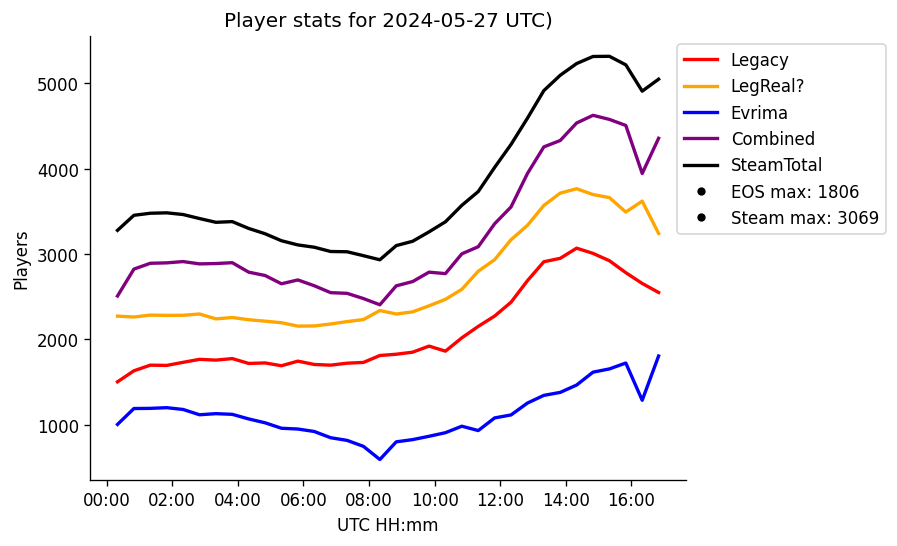 Player stats for 2024-05-27 UTC)
Players
5000
4000
3000
2000
1000
00:00 02:00 04:00 06:00 08:00 10:00 12:00 14:00 16:00
UTC HH:mm
Legacy
LegReal?
Evrima
Combined
SteamTotal
EOS max: 1806
Steam max: 3069